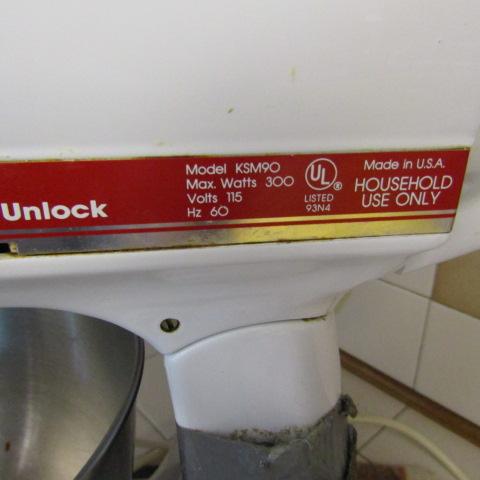 Unlock
Model KSM90
Max. Watts 300
Volts 115
Hz 60
UL ®
LISTED
93N4
Made in U.S.A.
HOUSEHOLD
USE ONLY